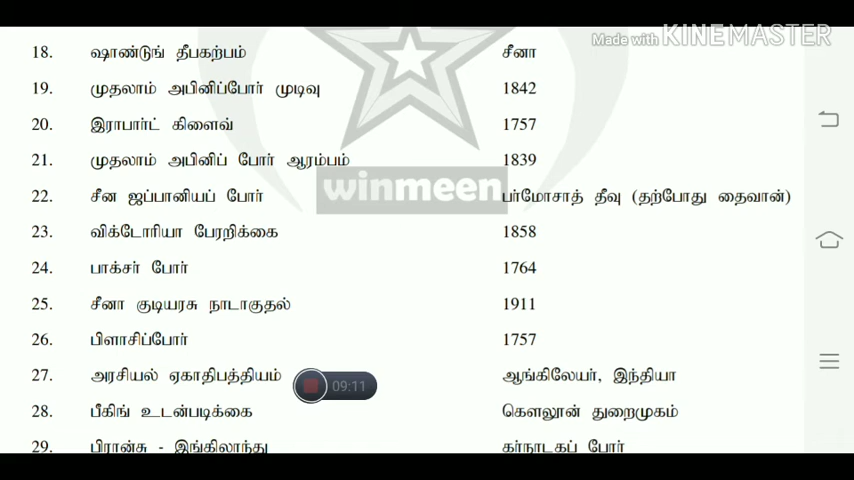 Made with KINEMASTER
18. ஷாண்டுங் தீபகற்பம் சீனா
19. முதலாம் அபினிப்போர் முடிவு 1842
20. இராபார்ட் கிளைவ் 1757
21. முதலாம் அபினிப் போர் ஆரம்பம் 1839
winmeen
22. சீன ஜப்பானியப் போர் பர்மோசாத் தீவு (தற்போது தைவான்)
23. விக்டோரியா பேரறிக்கை 1858
24. பாக்சர் போர் 1764
25. சீனா குடியரசு நாடாகுதல் 1911
26. பிளாசிப்போர் 1757
27. அரசியல் ஏகாதிபத்தியம் ஆங்கிலேயர், இந்தியா
09:11
28. பீகிங் உடன்படிக்கை கௌலூன் துறைமுகம்
29. பிரான்சு - இங்கிலாந்து கர்நாடகப் போர்